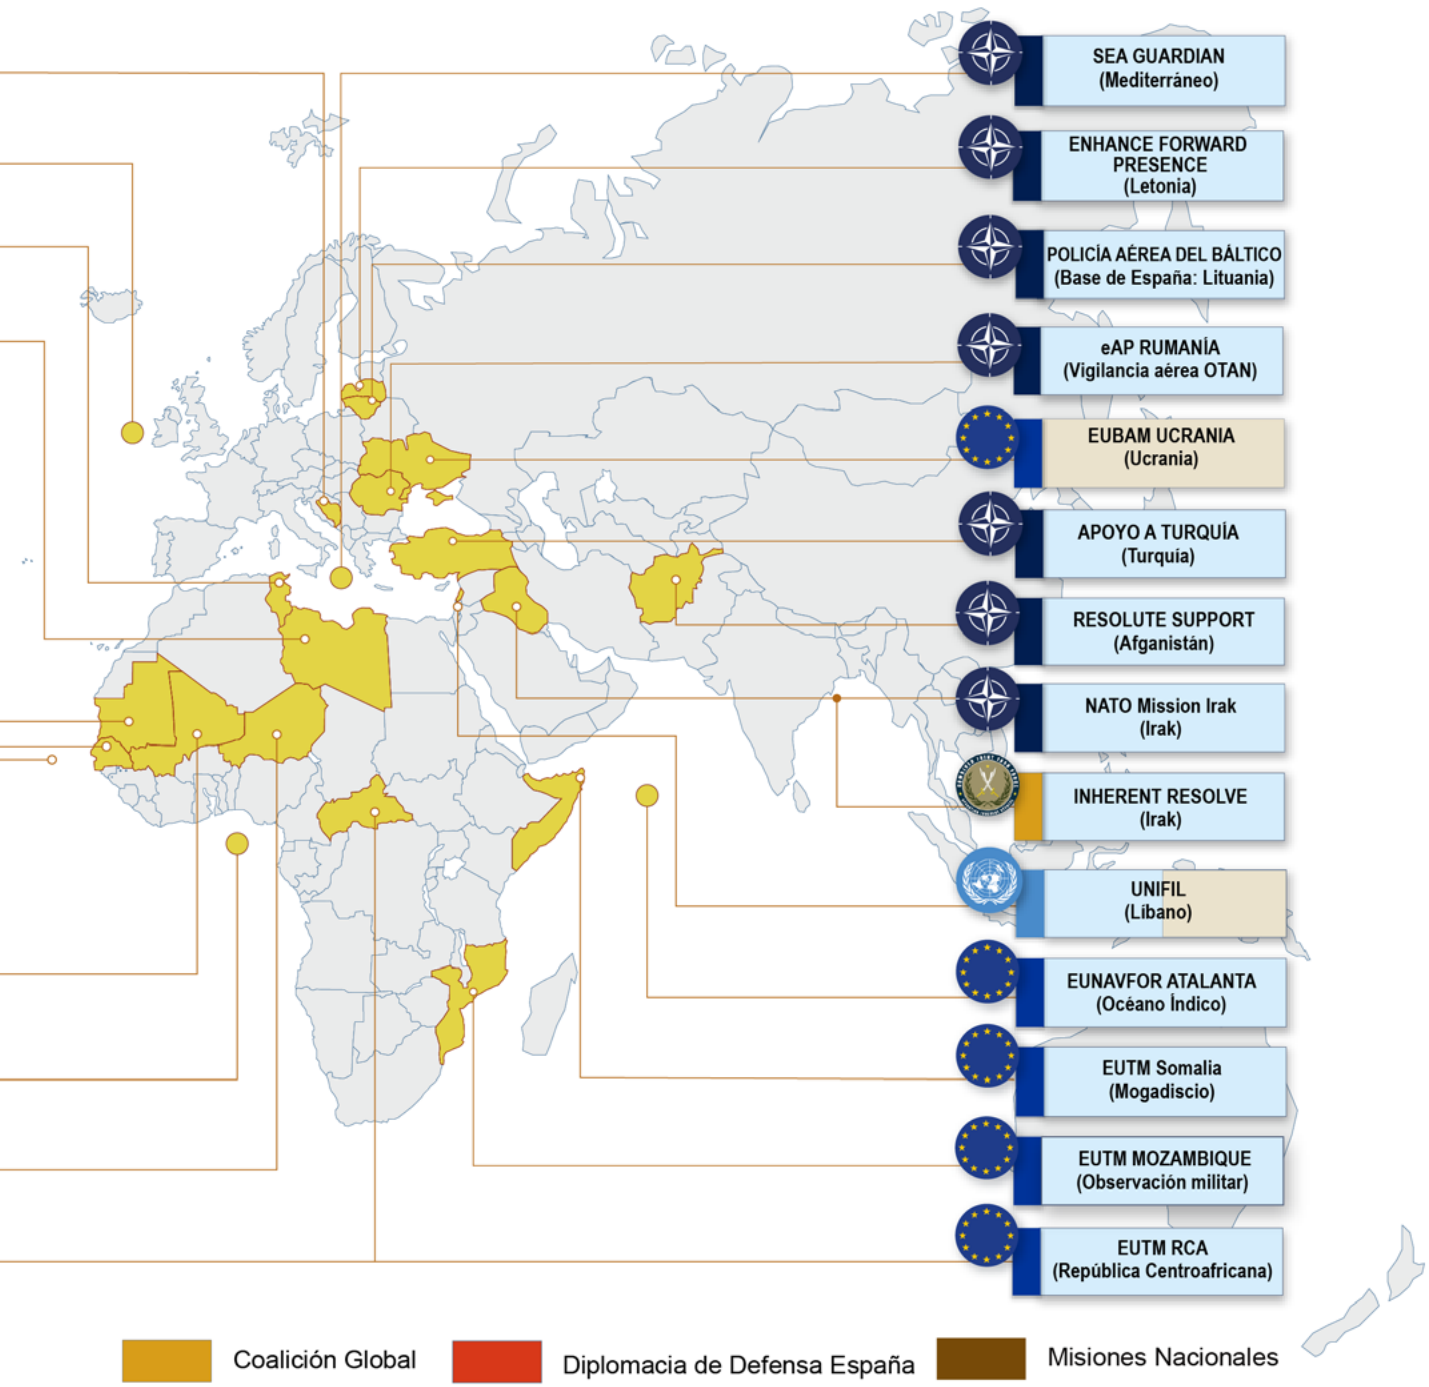 SEA GUARDIAN
(Mediterráneo)
ENHANCE FORWARD
PRESENCE
(Letonia)
POLICÍA AÉREA DEL BÁLTICO
(Base de España: Lituania)
eAP RUMANÍA
(Vigilancia aérea OTAN)
EUBAM UCRANIA
(Ucrania)
APOYO A TURQUÍA
(Turquía)
RESOLUTE SUPPORT
(Afganistán)
NATO Mission Irak
(Irak)
INHERENT RESOLVE
(Irak)
UNIFIL
(Líbano)
EUNAVFOR ATALANTA
(Océano Índico)
EUTM Somalia
(Mogadiscio)
EUTM MOZAMBIQUE
(Observación militar)
EUTM RCA
(República Centroafricana)
Coalición Global
Diplomacia de Defensa España
Misiones Nacionales